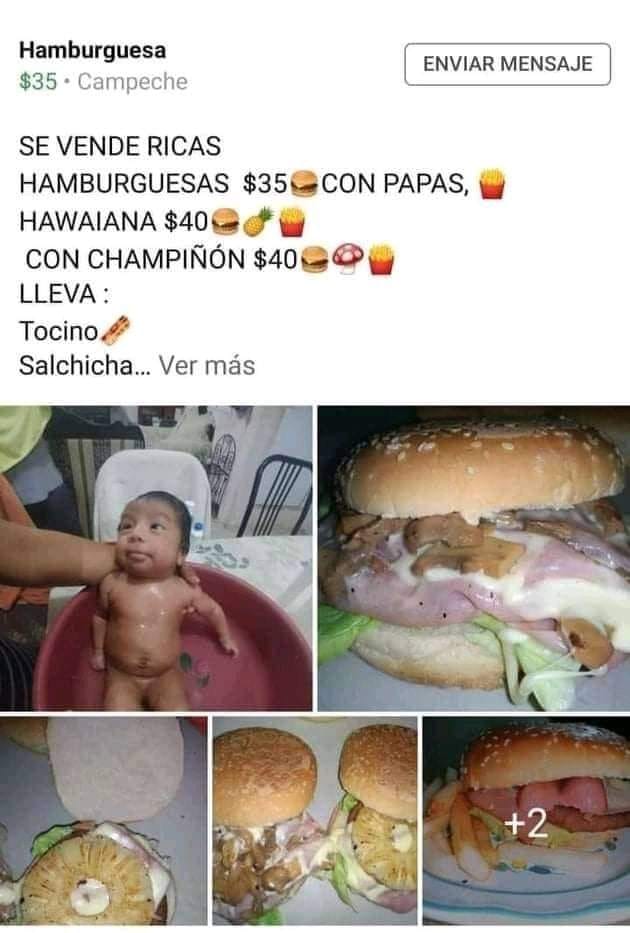 Hamburguesa
$35 • Campeche
ENVIAR MENSAJE
SE VENDE RICAS
HAMBURGUESAS $35🍔CON PAPAS, 🍟
HAWAIANA $40🍔🍍🍟
CON CHAMPIÑÓN $40🍔🍄🍟
LLEVA :
Tocino🥓
Salchicha... Ver más
+2